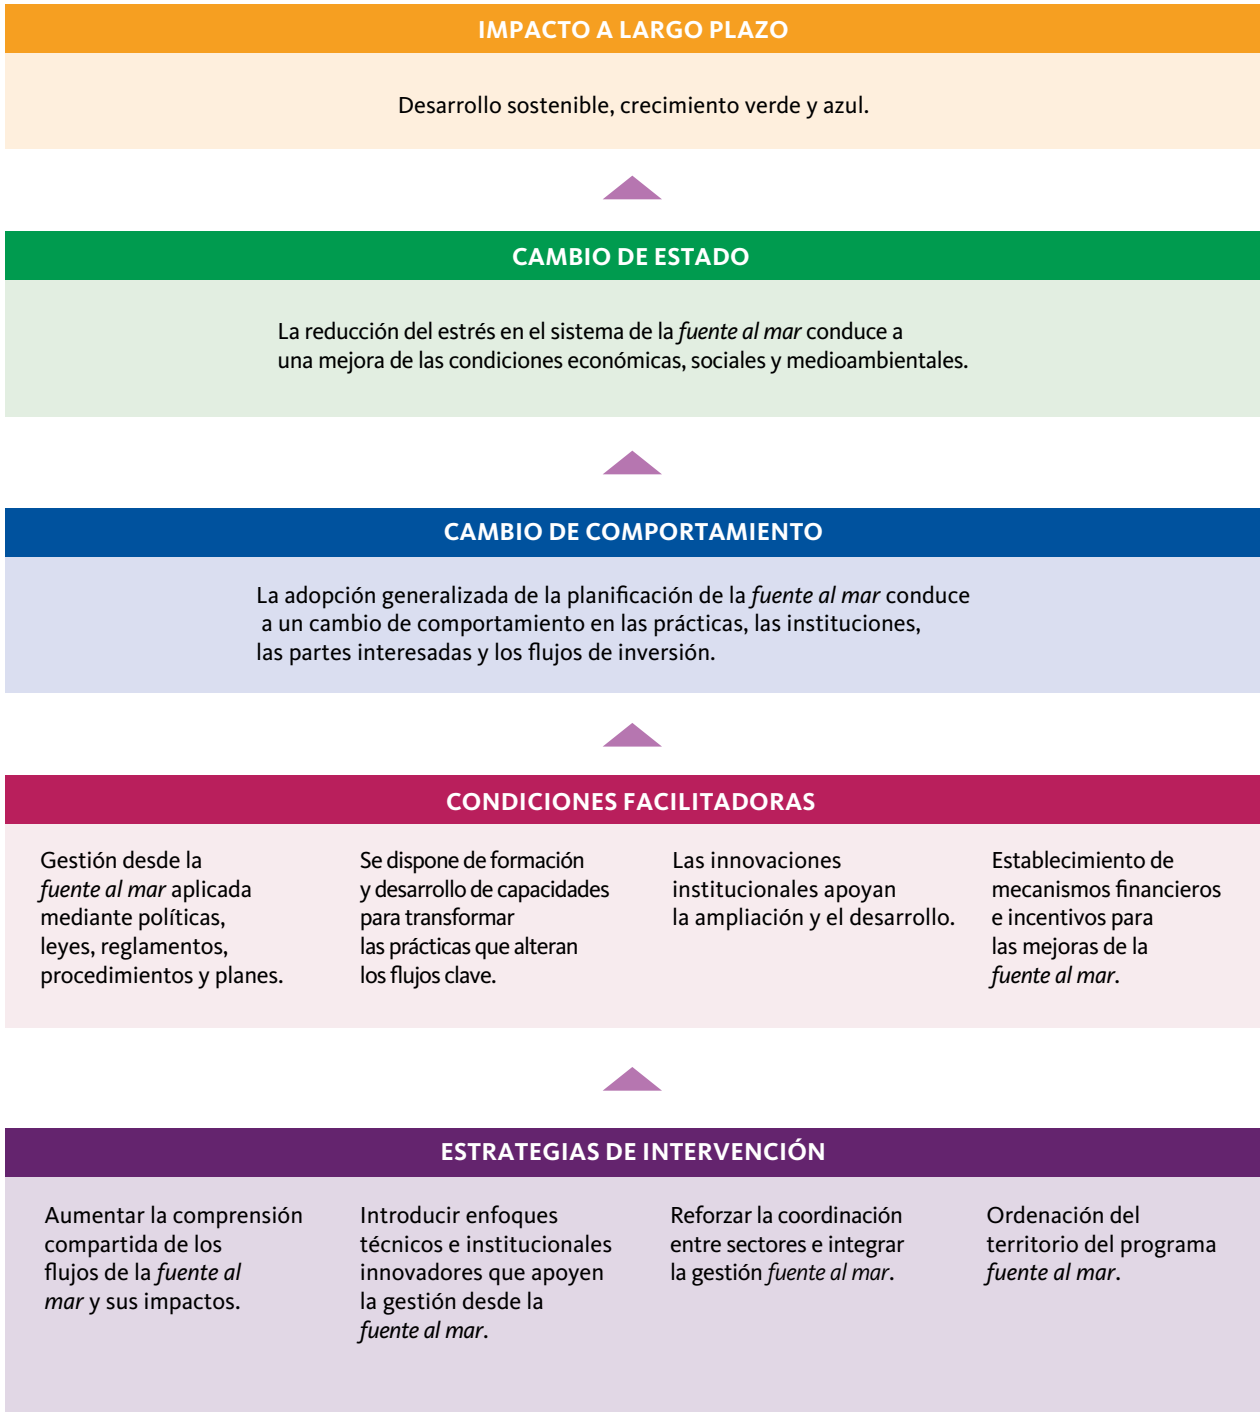 IMPACTO A LARGO PLAZO
Desarrollo sostenible, crecimiento verde y azul.
CAMBIO DE ESTADO
La reducción del estrés en el sistema de la fuente al mar conduce a
una mejora de las condiciones económicas, sociales y medioambientales.
CAMBIO DE COMPORTAMIENTO
La adopción generalizada de la planificación de la fuente al mar conduce
a un cambio de comportamiento en las prácticas, las instituciones,
las partes interesadas y los flujos de inversión.
CONDICIONES FACILITADORAS
Gestión desde la
fuente al mar aplicada
mediante políticas,
leyes, reglamentos,
procedimientos y planes.
Se dispone de formación
y desarrollo de capacidades
para transformar
las prácticas que alteran
los flujos clave.
Las innovaciones
institucionales apoyan
la ampliación y el desarrollo.
Establecimiento de
mecanismos financieros
e incentivos para
las mejoras de la
fuente al mar.
ESTRATEGIAS DE INTERVENCIÓN
Aumentar la comprensión
compartida de los
flujos de la fuente al
mar y sus impactos.
Introducir enfoques
técnicos e institucionales
innovadores que apoyen
la gestión desde la
fuente al mar.
Reforzar la coordinación
entre sectores e integrar
la gestión fuente al mar.
Ordenación del
territorio del programa
fuente al mar.